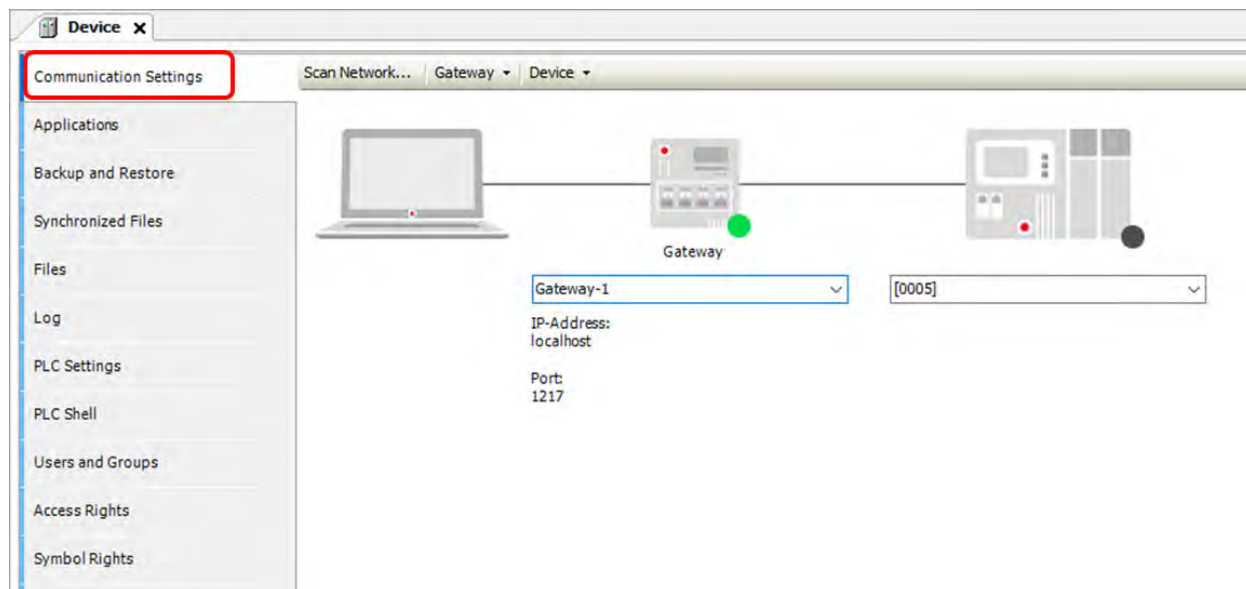 Device X
Communication Settings
Scan Network... Gateway Device
Applications
Backup and Restore
Synchronized Files
Files
Log
PLC Settings
PLC Shell
Users and Groups
Access Rights
Symbol Rights
Gateway
Gateway-1
[0005]
IP-Address:
localhost
Port:
1217